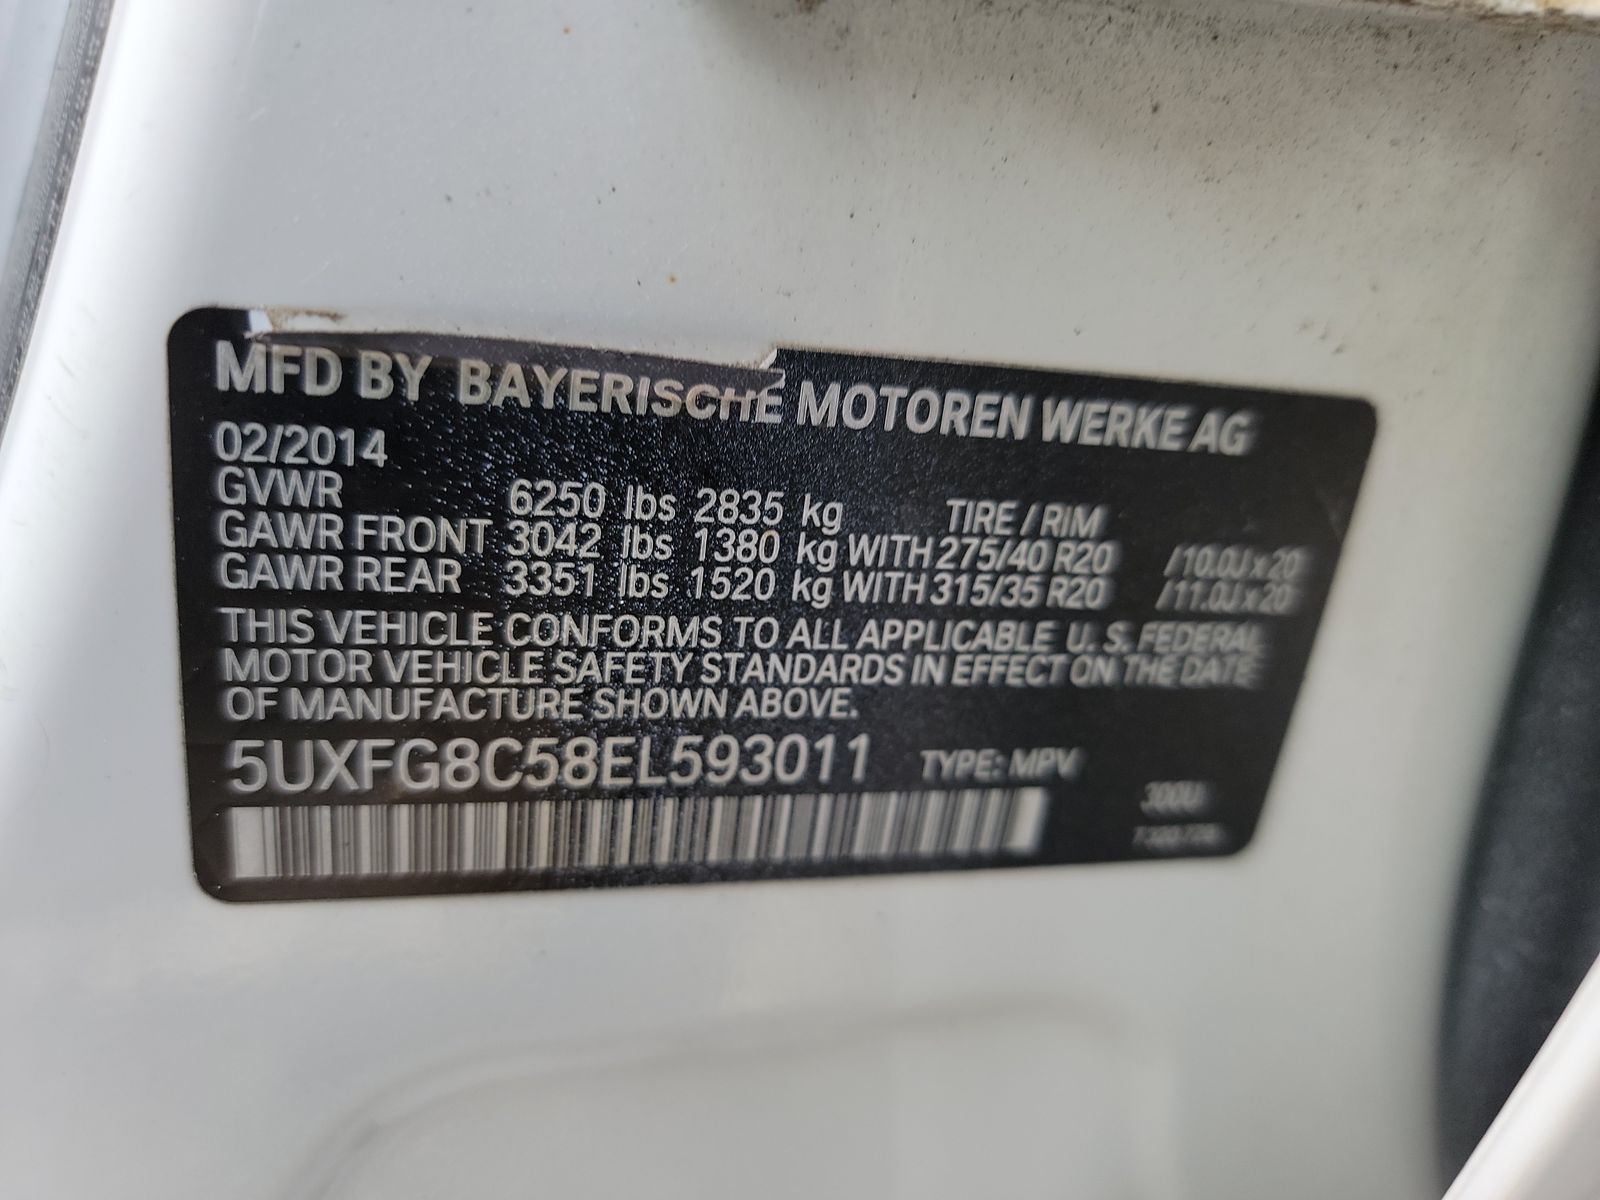 MFD BY BAYERISCHE MOTOREN WERKE AG
02/2014
GVWR 6250 lbs 2835 kg TIRE / RIM
GAWR FRONT 3042 lbs 1380 kg WITH 275/40 R20 / 10.0J x 20
GAWR REAR 3351 lbs 1520 kg WITH 315/35 R20 / 11.0J x 20
THIS VEHICLE CONFORMS TO ALL APPLICABLE U. S. FEDERAL
MOTOR VEHICLE SAFETY STANDARDS IN EFFECT ON THE DATE
OF MANUFACTURE SHOWN ABOVE.
5UXFG8C58EL593011 TYPE: MPV
300U